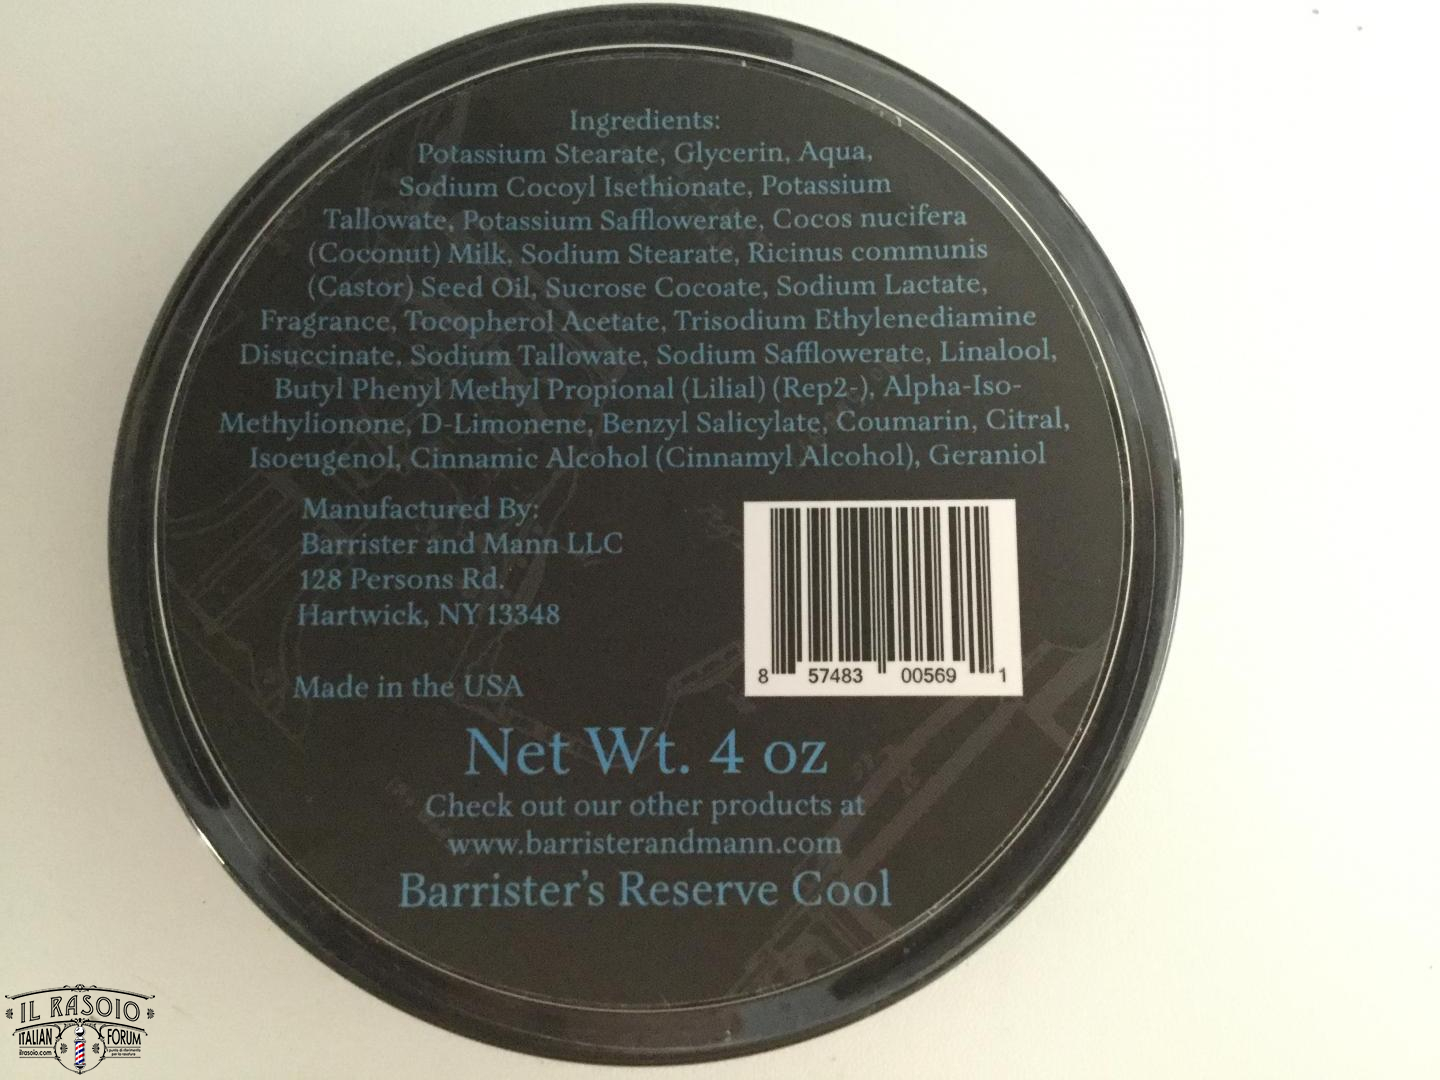 Ingredients:
Potassium Stearate, Glycerin, Aqua,
Sodium Cocoyl Isethionate, Potassium
Tallowate, Potassium Safflowerate, Cocos nucifera
(Coconut) Milk, Sodium Stearate, Ricinus communis
(Castor) Seed Oil, Sucrose Cocoate, Sodium Lactate,
Fragrance, Tocopherol Acetate, Trisodium Ethylenediamine
Disuccinate, Sodium Tallowate, Sodium Safflowerate, Linalool,
Butyl Phenyl Methyl Propional (Lilial) (Rep2-), Alpha-Iso-
Methylionone, D-Limonene, Benzyl Salicylate, Coumarin, Citral,
Isoeugenol, Cinnamic Alcohol (Cinnamyl Alcohol), Geraniol
Manufactured By:
Barrister and Mann LLC
128 Persons Rd.
Hartwick, NY 13348
Made in the USA
8 57483 00569 1
Net Wt. 4 oz
Check out our other products at
www.barristerandmann.com
Barrister's Reserve Cool
IL RASOIO
ITALIAN FORUM
ilrasoio.com